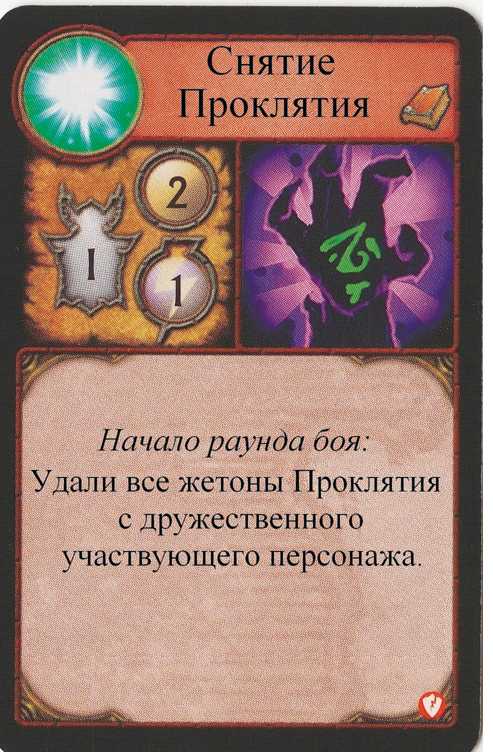 Снятие
Проклятия
2
1
1
Начало раунда боя:
Удали все жетоны Проклятия
с дружественного
участвующего персонажа.